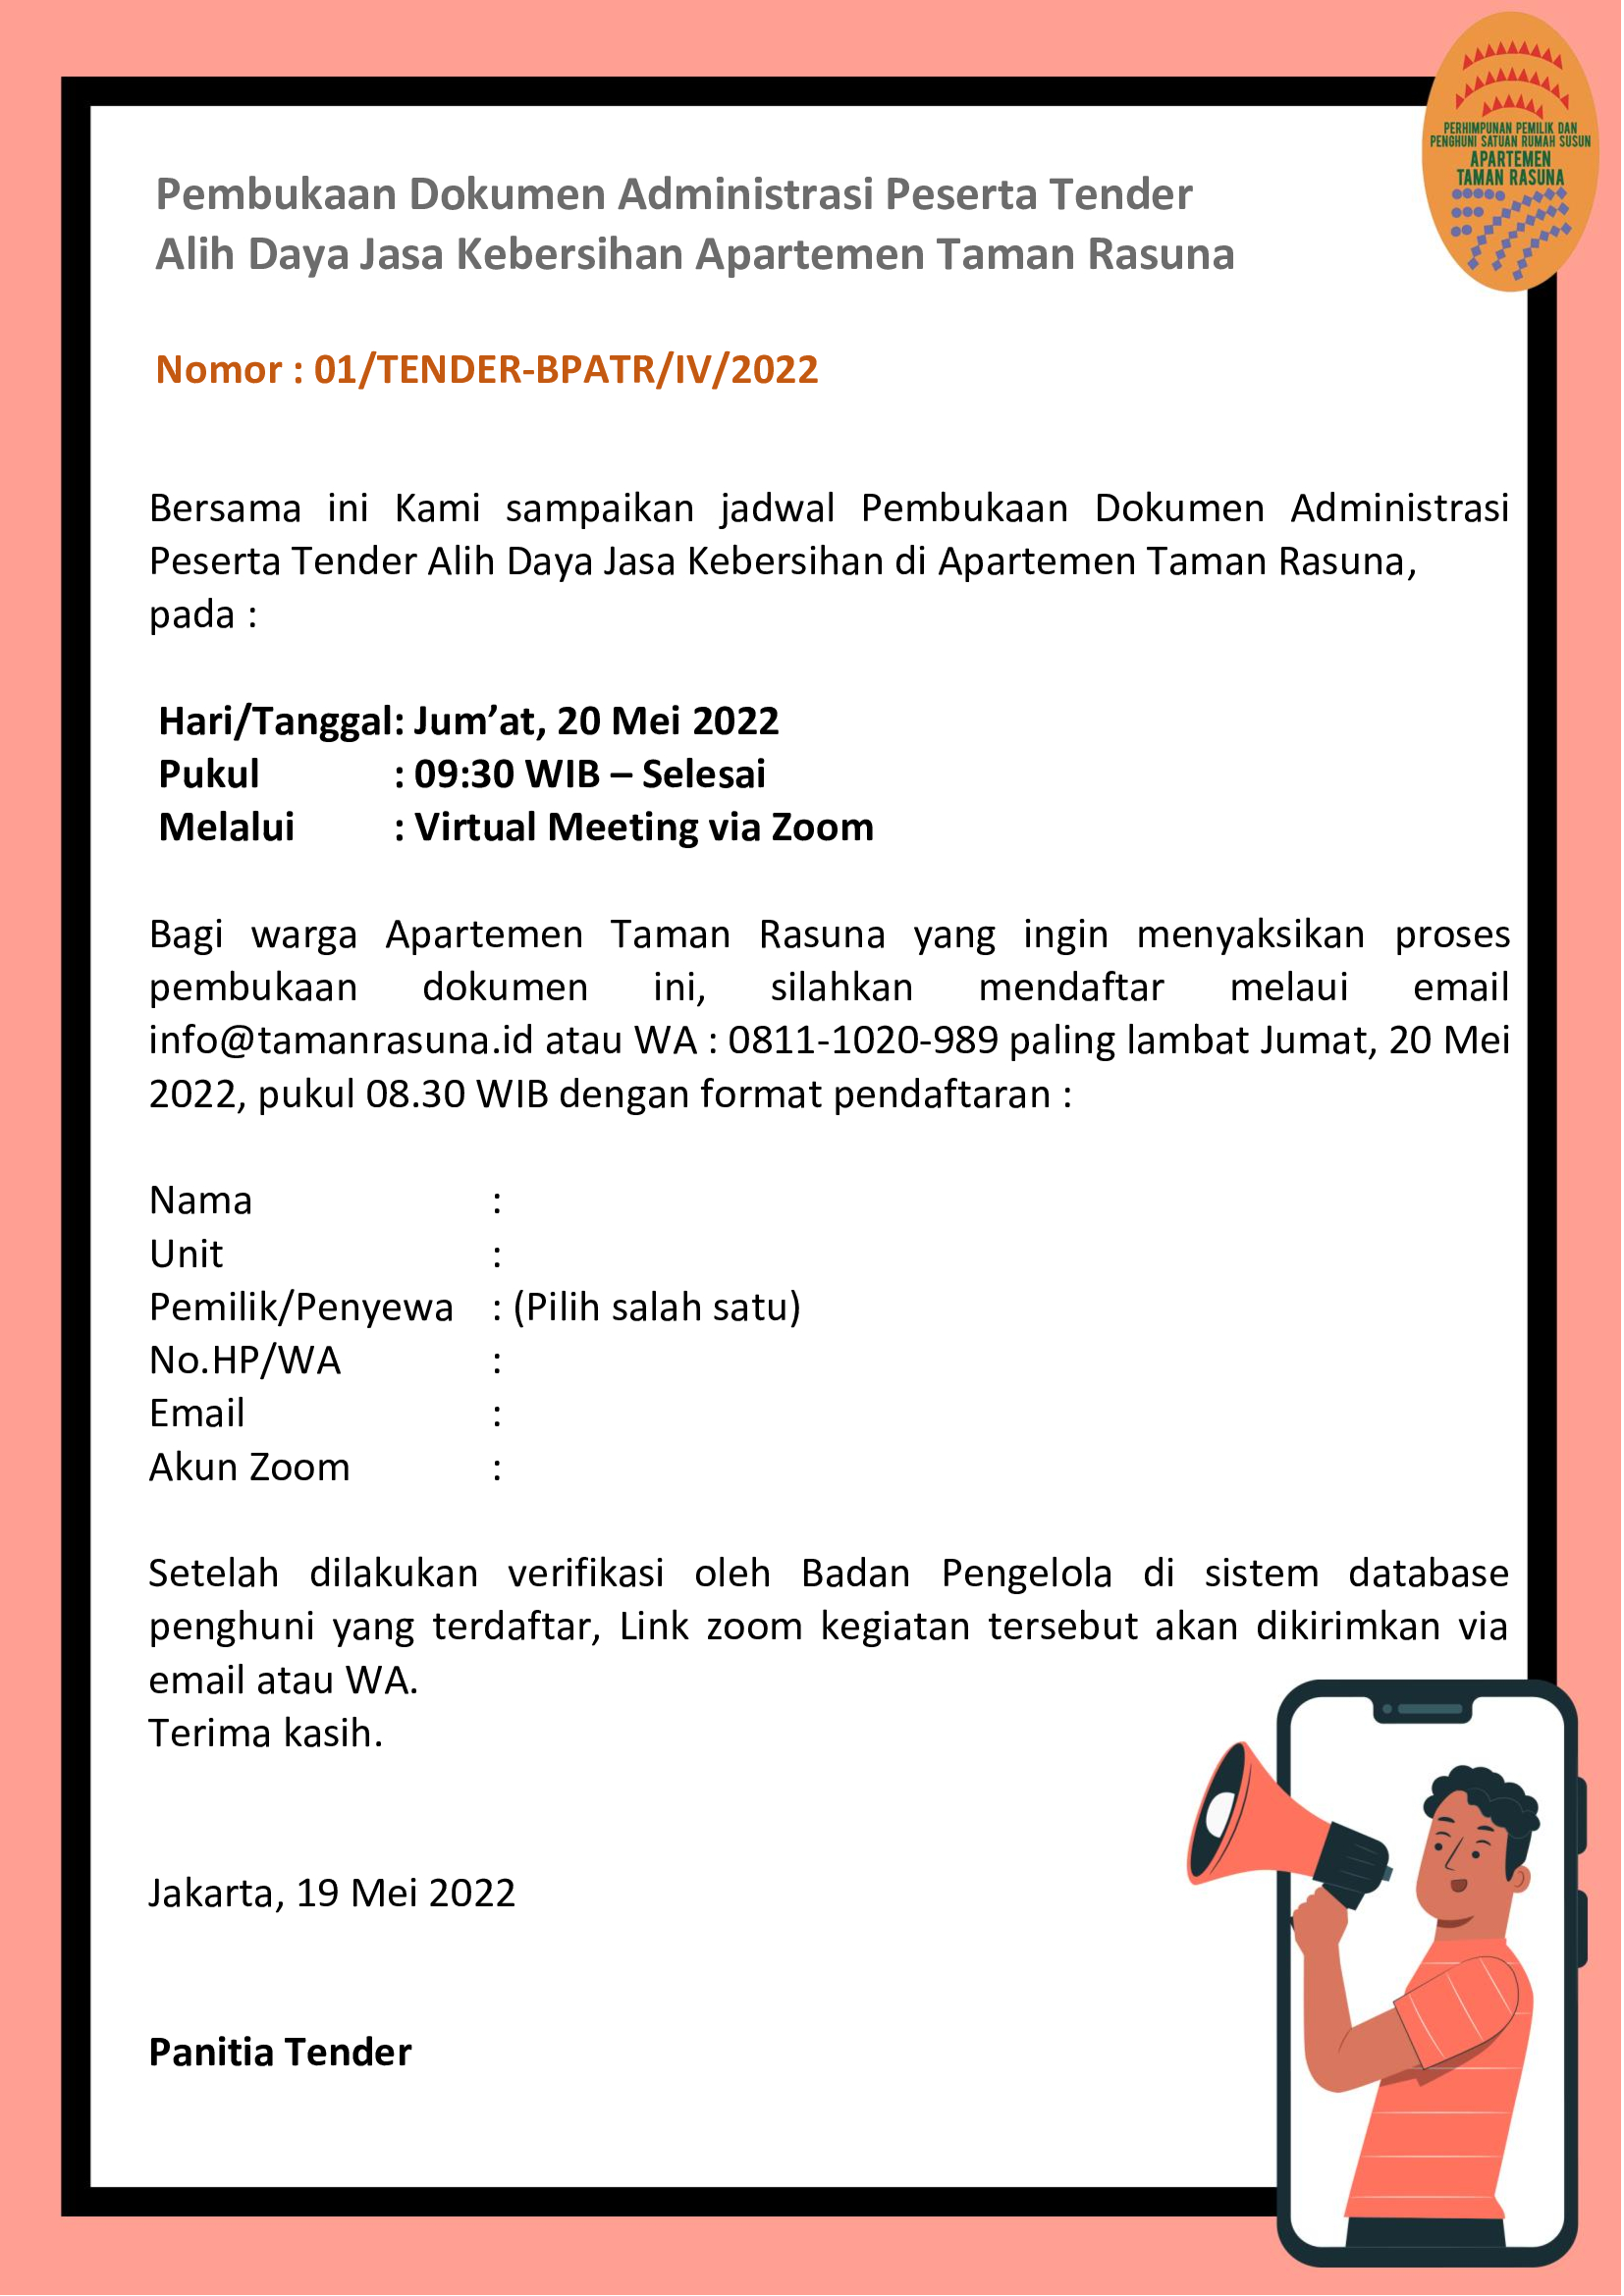 PERHIMPUNAN PEMILIK DAN
PENGHUNI SATUAN RUMAH SUSUN
APARTEMEN
TAMAN RASUNA
Pembukaan Dokumen Administrasi Peserta Tender
Alih Daya Jasa Kebersihan Apartemen Taman Rasuna
Nomor : 01/TENDER-BPATR/IV/2022
Bersama ini Kami sampaikan jadwal Pembukaan Dokumen Administrasi
Peserta Tender Alih Daya Jasa Kebersihan di Apartemen Taman Rasuna,
pada :
Hari/Tanggal: Jum’at, 20 Mei 2022
Pukul : 09:30 WIB – Selesai
Melalui : Virtual Meeting via Zoom
Bagi warga Apartemen Taman Rasuna yang ingin menyaksikan proses
pembukaan dokumen ini, silahkan mendaftar melaui email
info@tamanrasuna.id atau WA : 0811-1020-989 paling lambat Jumat, 20 Mei
2022, pukul 08.30 WIB dengan format pendaftaran :
Nama :
Unit :
Pemilik/Penyewa : (Pilih salah satu)
No.HP/WA :
Email :
Akun Zoom :
Setelah dilakukan verifikasi oleh Badan Pengelola di sistem database
penghuni yang terdaftar, Link zoom kegiatan tersebut akan dikirimkan via
email atau WA.
Terima kasih.
Jakarta, 19 Mei 2022
Panitia Tender